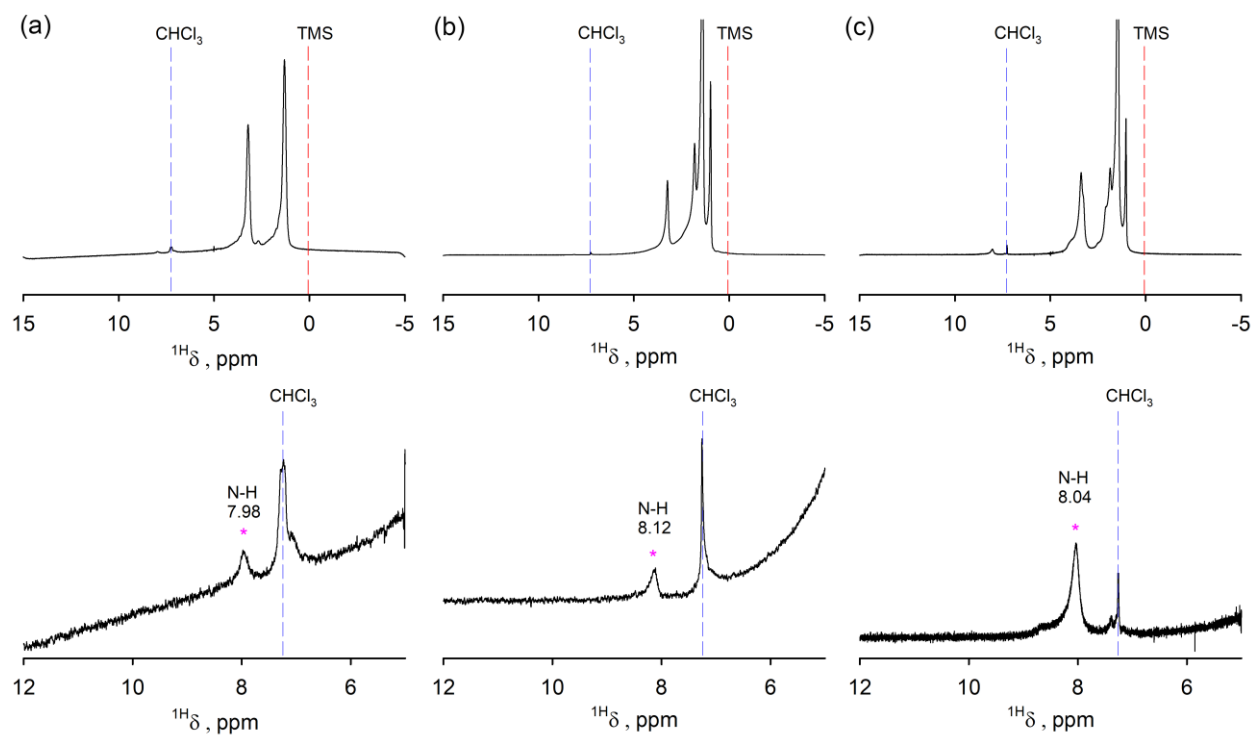 (a)
CHCl₃
TMS
15 10 5 0 -5
¹Hδ , ppm
(b)
CHCl₃
TMS
15 10 5 0 -5
¹Hδ , ppm
(c)
CHCl₃
TMS
15 10 5 0 -5
¹Hδ , ppm
CHCl₃
N-H
7.98
*
12 10 8 6
¹Hδ , ppm
CHCl₃
N-H
8.12
*
12 10 8 6
¹Hδ , ppm
CHCl₃
N-H
8.04
*
12 10 8 6
¹Hδ , ppm